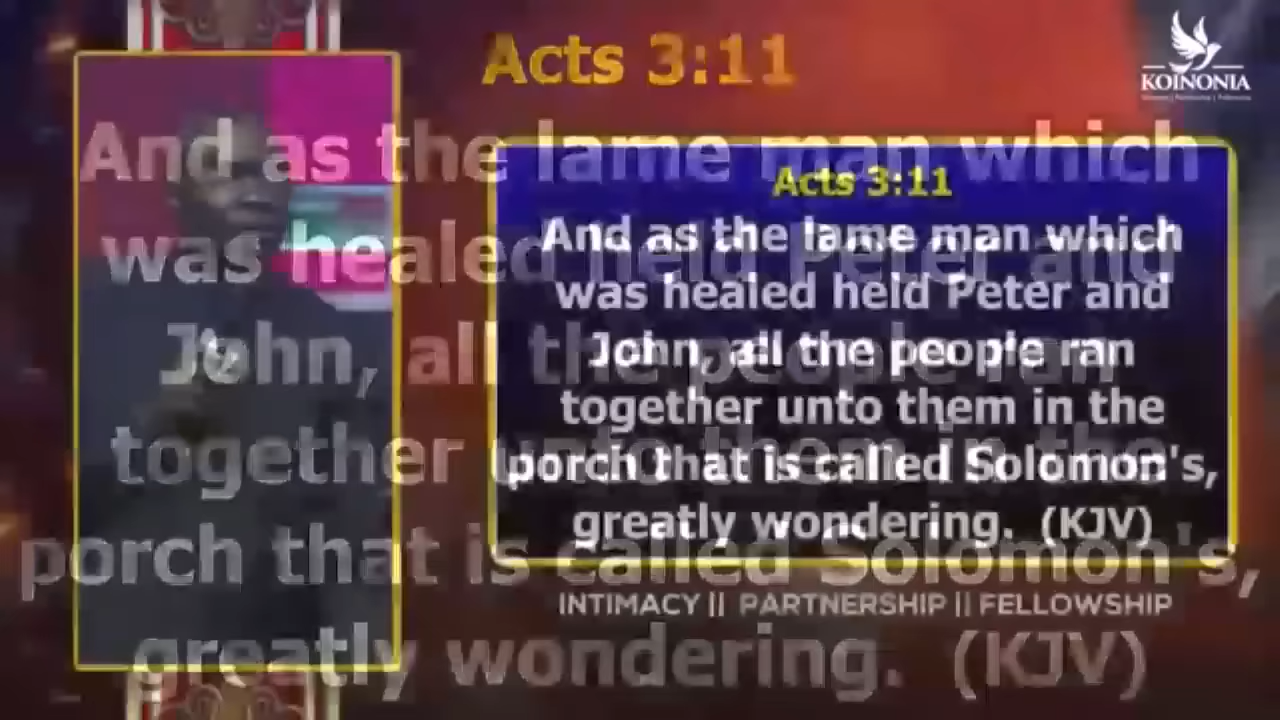 Acts 3:11
And as the lame man which
was healed held Peter and
John, all the people ran
together unto them in the
porch that is called Solomon's,
greatly wondering. (KJV)
KOINONIA
Acts 3:11
And as the lame man which
was healed held Peter and
John, all the people ran
together unto them in the
porch that is called Solomon's,
greatly wondering. (KJV)
INTIMACY || PARTNERSHIP || FELLOWSHIP